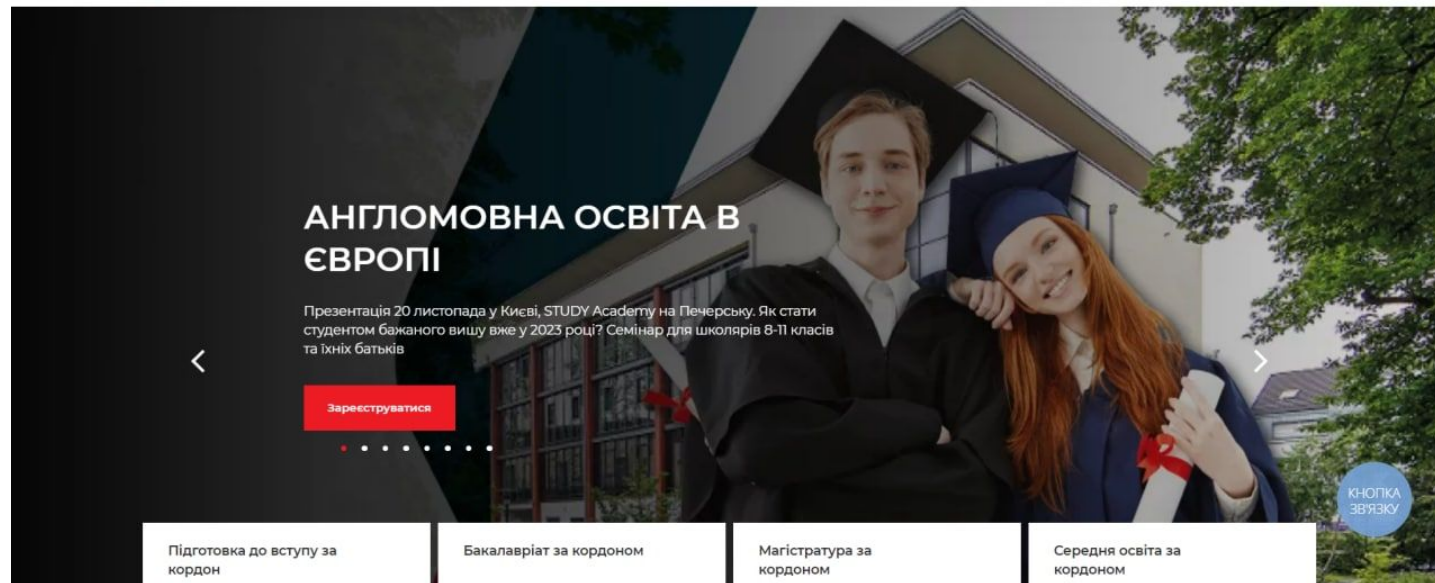 АНГЛОМОВНА ОСВІТА В
ЄВРОПІ
Презентація 20 листопада у Києві, STUDY Academy на Печерську. Як стати
студентом бажаного вишу вже у 2023 році? Семінар для школярів 8-11 класів
та їхніх батьків
Зареєструватися
КНОПКА
ЗВ'ЯЗКУ
Підготовка до вступу за
кордон
Бакалавріат за кордоном
Магістратура за
кордоном
Середня освіта за
кордоном